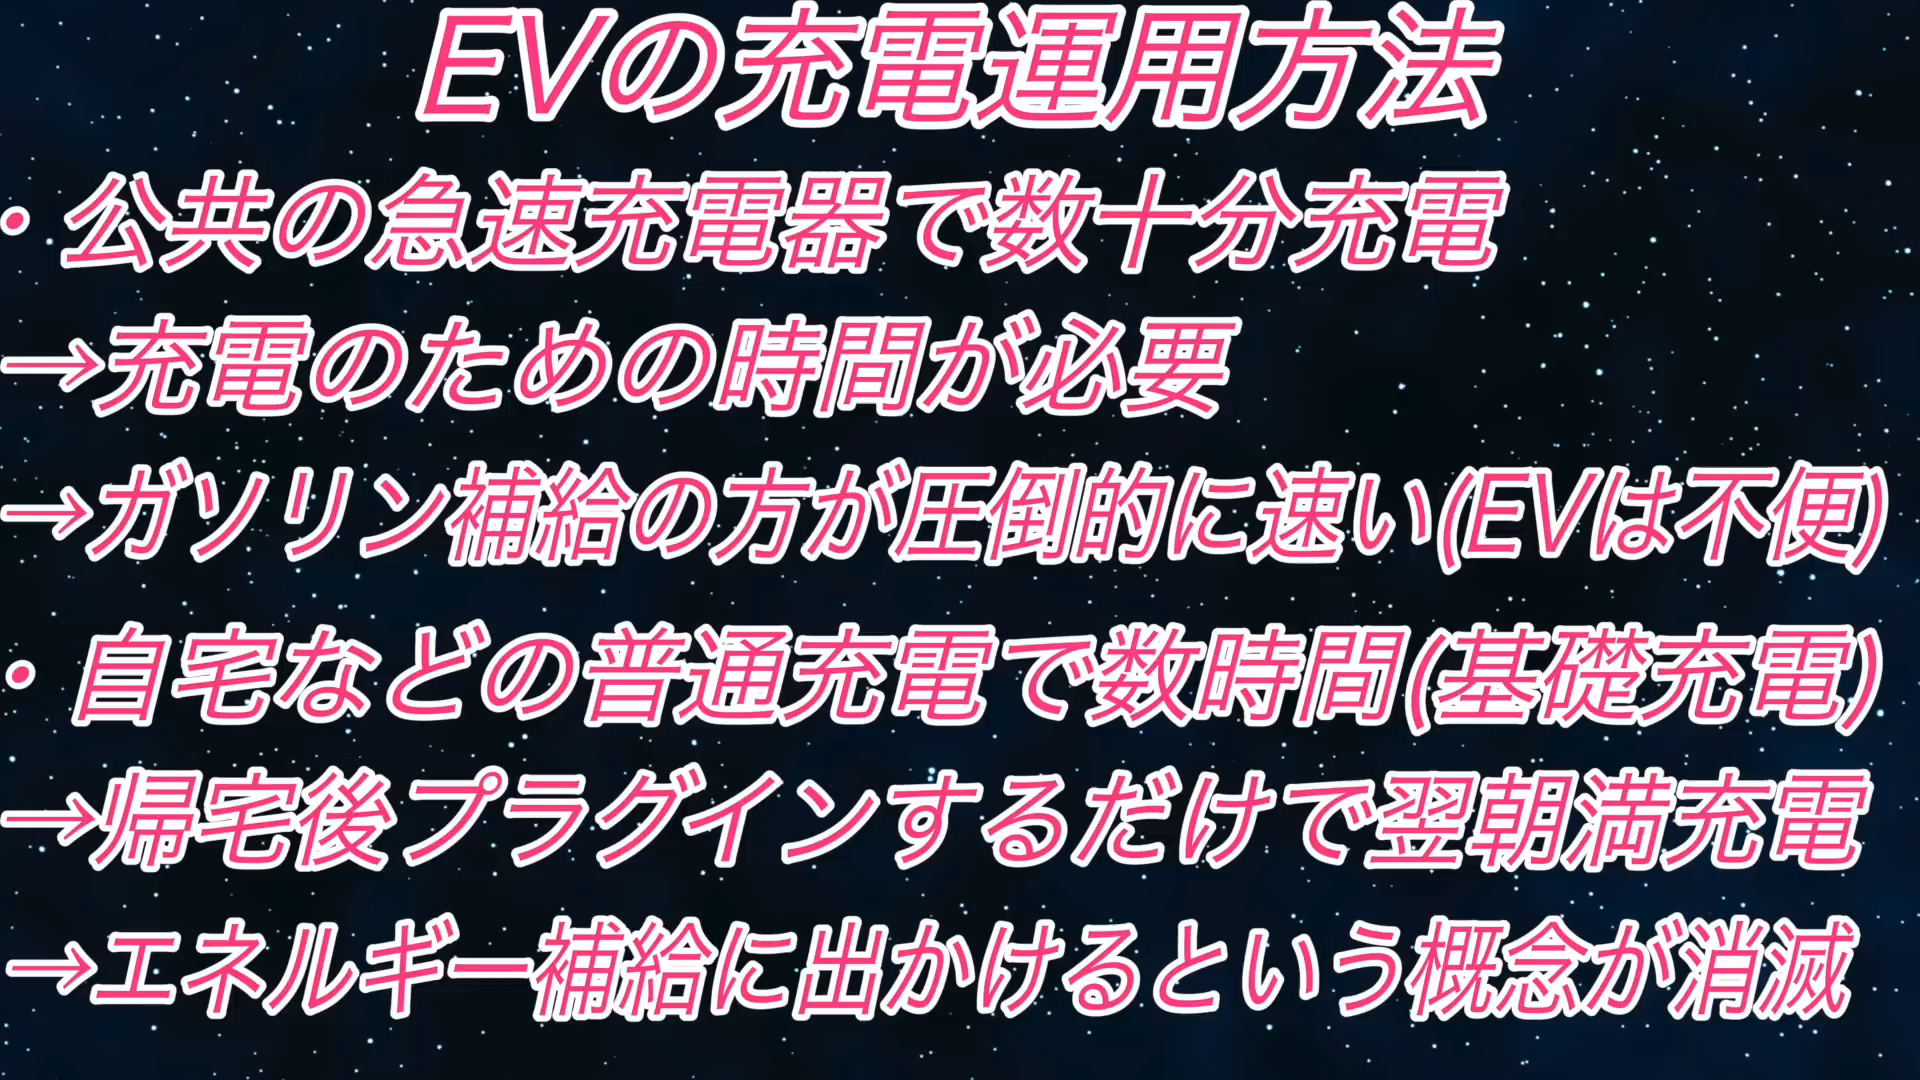 EVの充電運用方法
・公共の急速充電器で数十分充電
→充電のための時間が必要
→ガソリン補給の方が圧倒的に速い(EVは不便)
・自宅などの普通充電で数時間(基礎充電)
→帰宅後プラグインするだけで翌朝満充電
→エネルギー補給に出かけるという概念が消滅